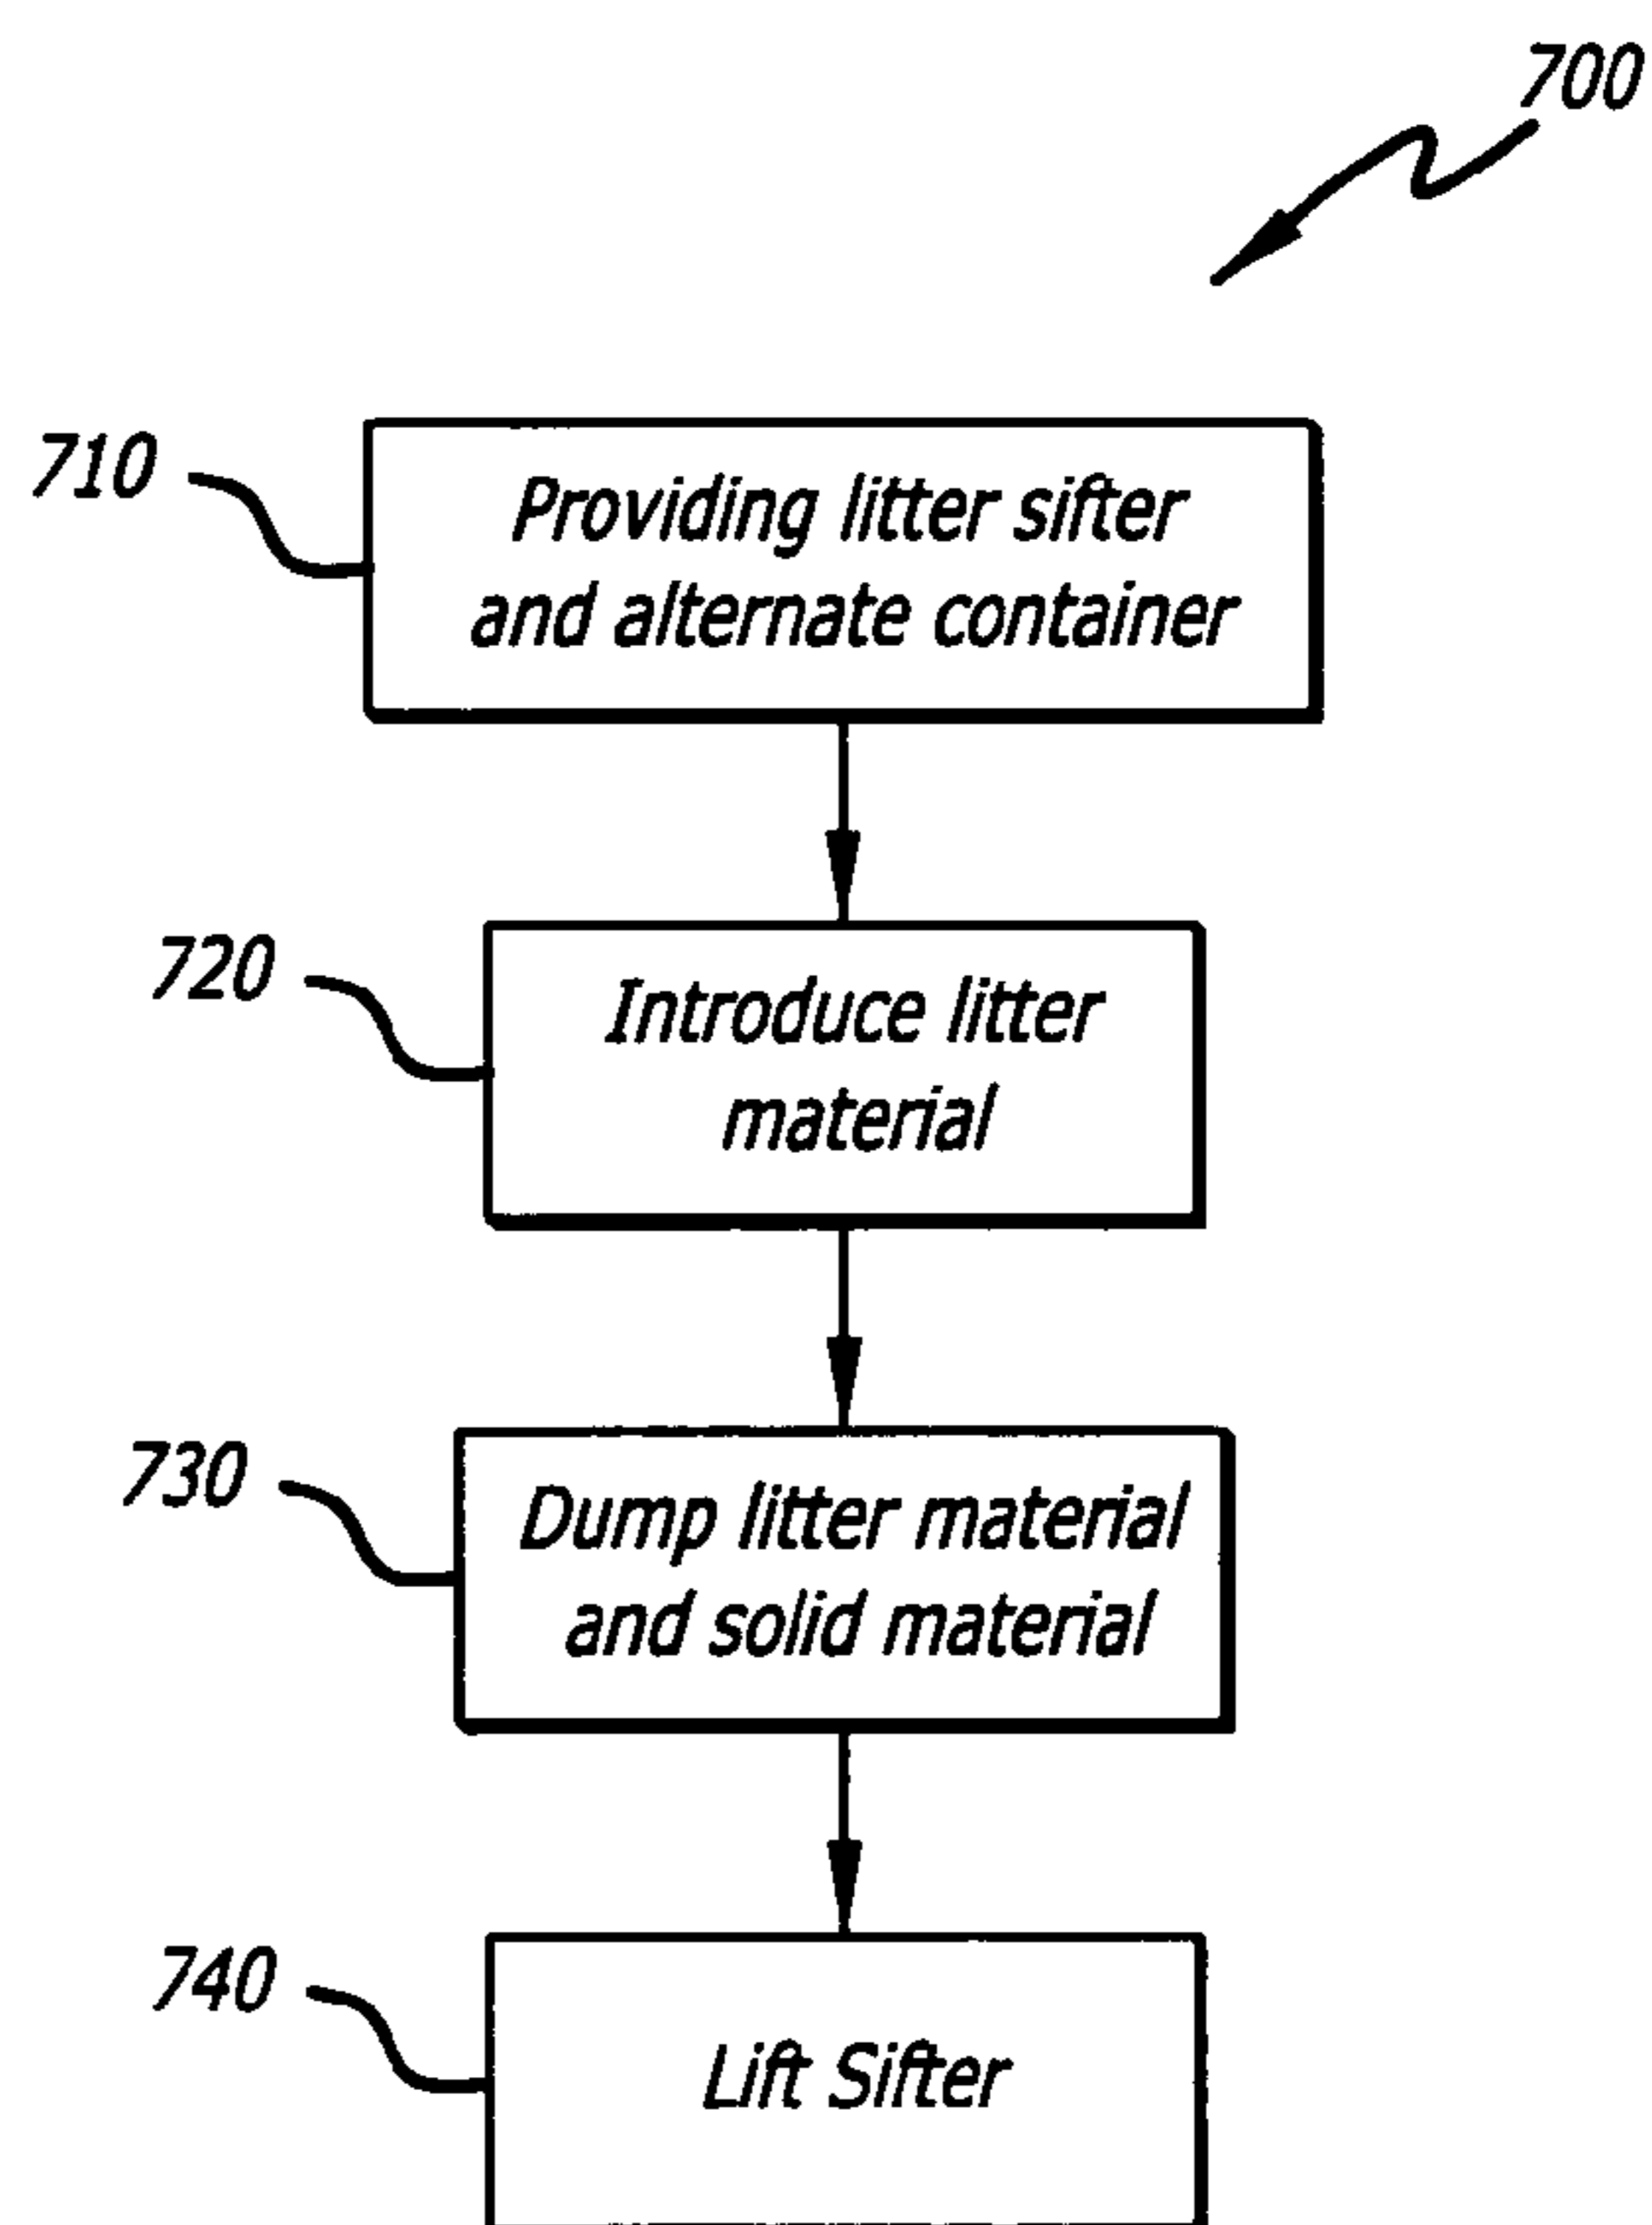 700
710
Providing litter sifter
and alternate container
720
Introduce litter
material
730
Dump litter material
and solid material
740
Lift Sifter